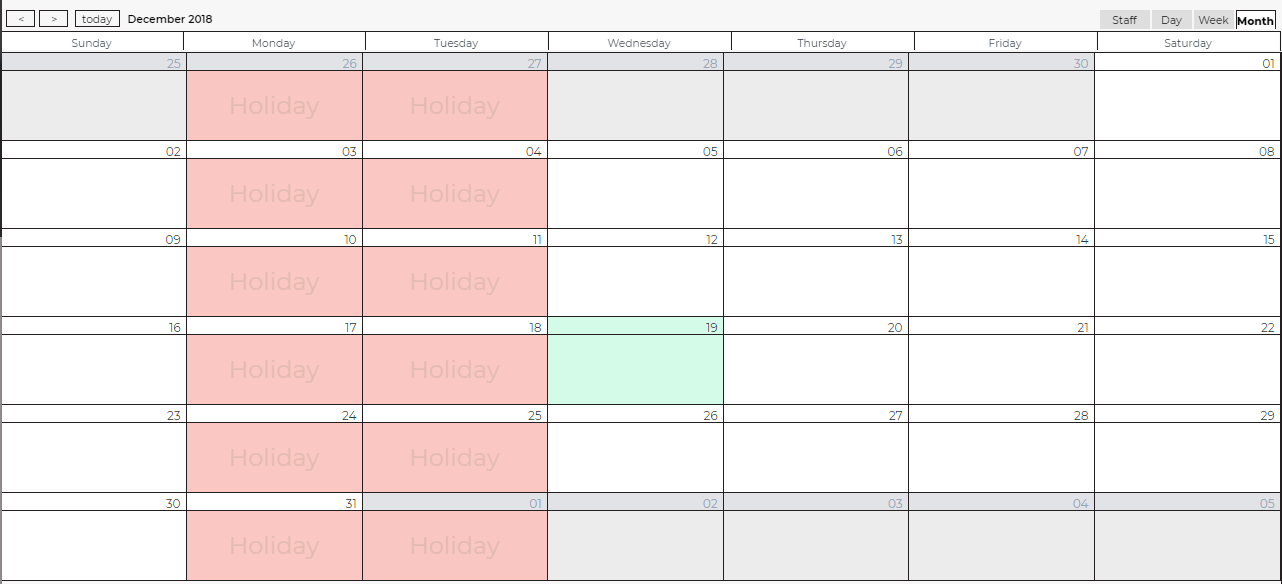 < > today December 2018 Staff Day Week Month
Sunday Monday Tuesday Wednesday Thursday Friday Saturday
25 26 27 28 29 30 01
Holiday Holiday
02 03 04 05 06 07 08
Holiday Holiday
09 10 11 12 13 14 15
Holiday Holiday
16 17 18 19 20 21 22
Holiday Holiday
23 24 25 26 27 28 29
Holiday Holiday
30 31 01 02 03 04 05
Holiday Holiday